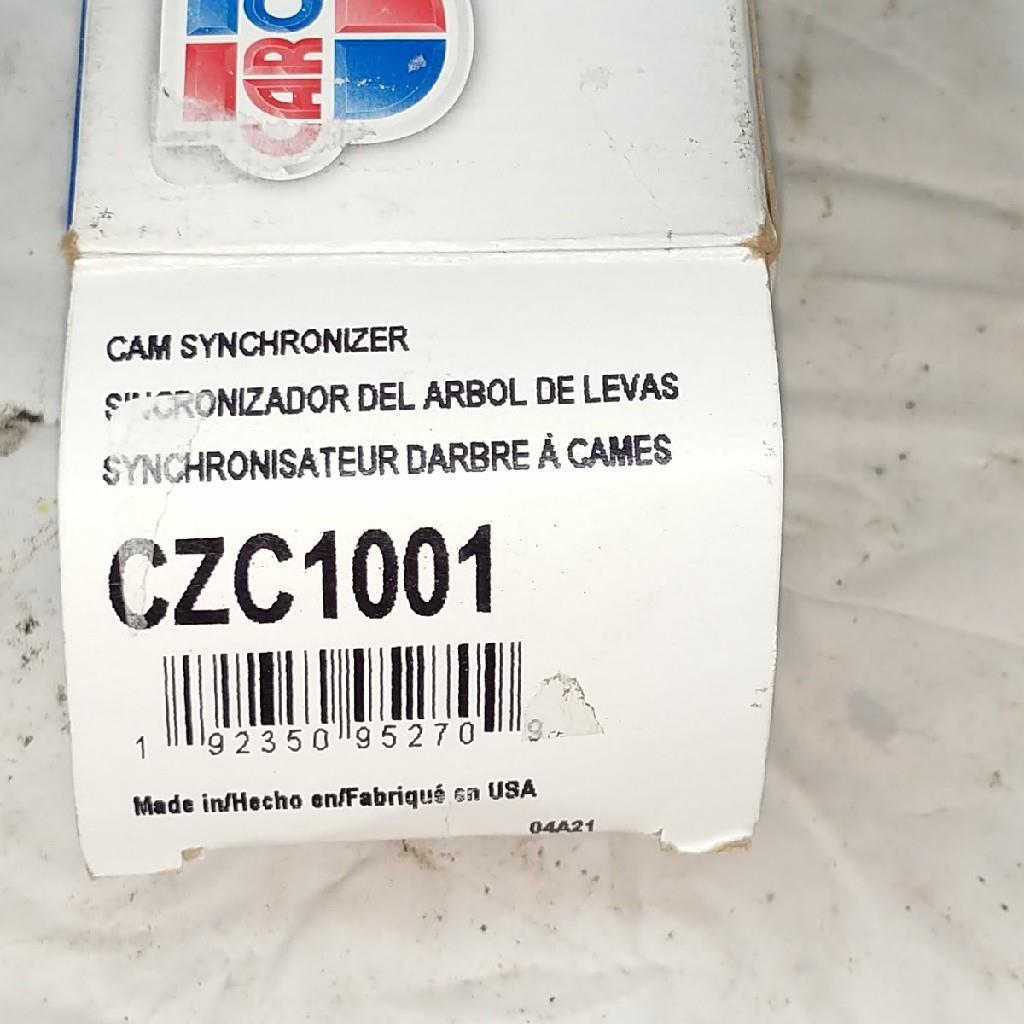 CARO
CAM SYNCHRONIZER
SINCRONIZADOR DEL ARBOL DE LEVAS
SYNCHRONISATEUR DARBRE À CAMES
CZC1001
1 92350 95270 9
Made in/Hecho en/Fabriqué en USA
04A21